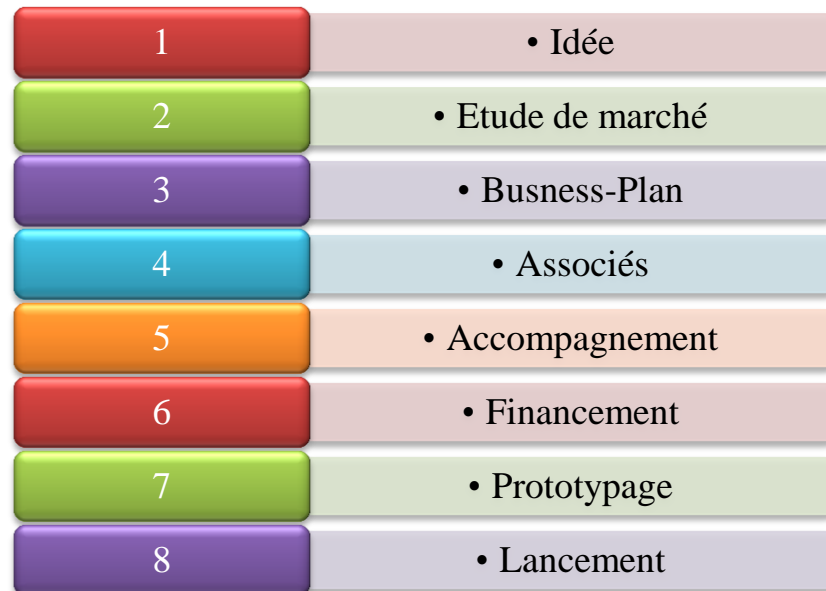 1 • Idée
2 • Etude de marché
3 • Busness-Plan
4 • Associés
5 • Accompagnement
6 • Financement
7 • Prototypage
8 • Lancement